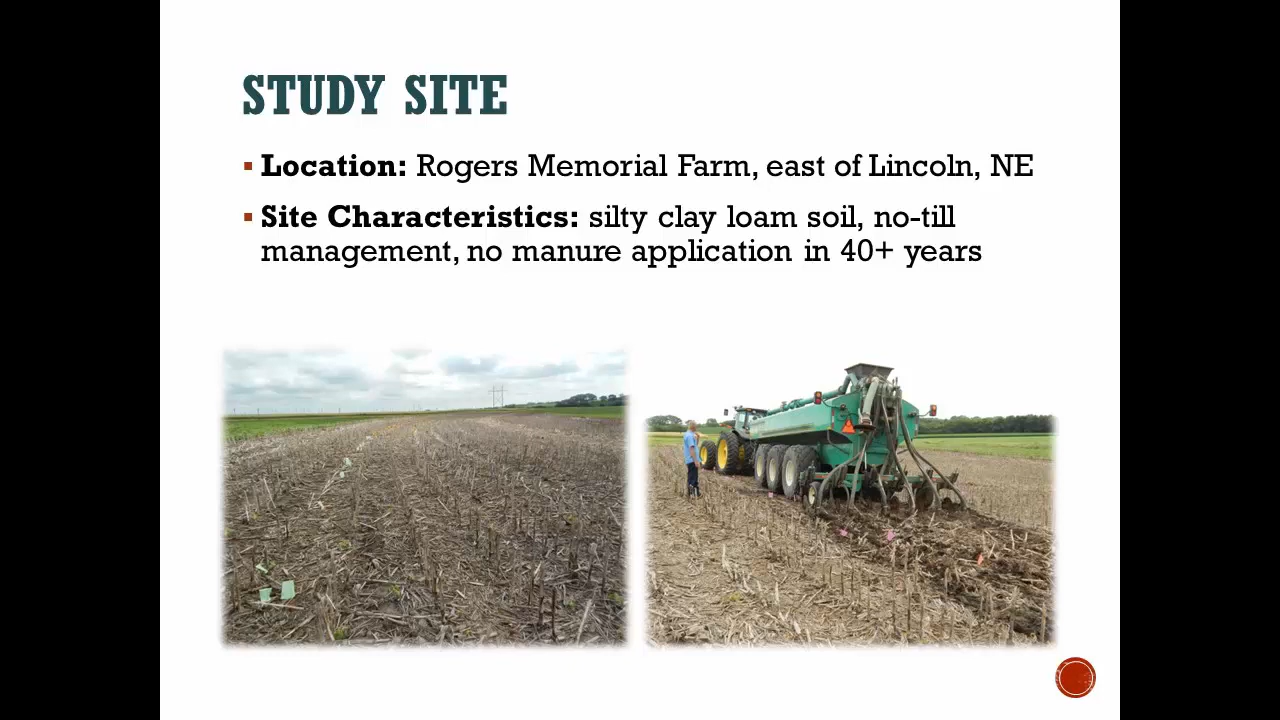 STUDY SITE
Location: Rogers Memorial Farm, east of Lincoln, NE
Site Characteristics: silty clay loam soil, no-till
management, no manure application in 40+ years